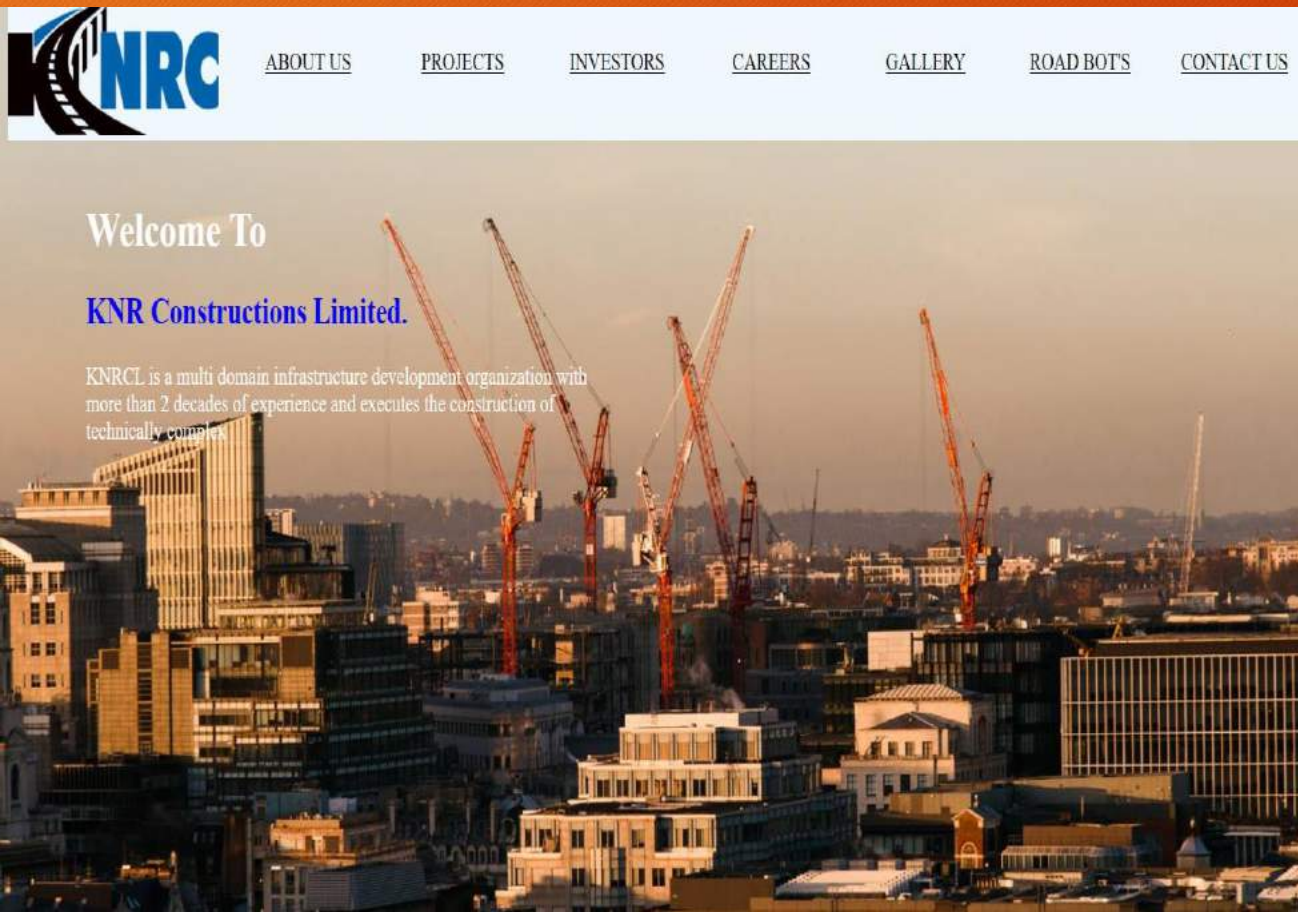 KNRC
ABOUT US PROJECTS INVESTORS CAREERS GALLERY ROAD BOT'S CONTACT US
Welcome To
KNR Constructions Limited.
KNRCL is a multi domain infrastructure development organization with
more than 2 decades of experience and executes the construction of
technically complex